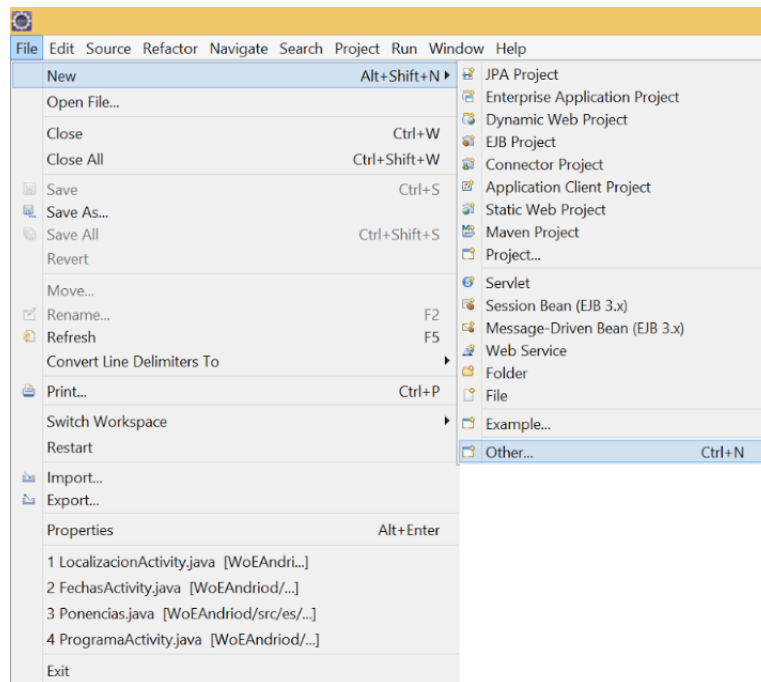 File Edit Source Refactor Navigate Search Project Run Window Help
New Alt+Shift+N
Open File...
Close Ctrl+W
Close All Ctrl+Shift+W
Save Ctrl+S
Save As...
Save All Ctrl+Shift+S
Revert
Move...
Rename... F2
Refresh F5
Convert Line Delimiters To
Print... Ctrl+P
Switch Workspace
Restart
Import...
Export...
Properties Alt+Enter
1 LocalizacionActivity.java [WoEAndri...]
2 FechasActivity.java [WoEAndriod/...]
3 Ponencias.java [WoEAndriod/src/es/...]
4 ProgramaActivity.java [WoEAndriod/...]
Exit
JPA Project
Enterprise Application Project
Dynamic Web Project
EJB Project
Connector Project
Application Client Project
Static Web Project
Maven Project
Project...
Servlet
Session Bean (EJB 3.x)
Message-Driven Bean (EJB 3.x)
Web Service
Folder
File
Example...
Other... Ctrl+N